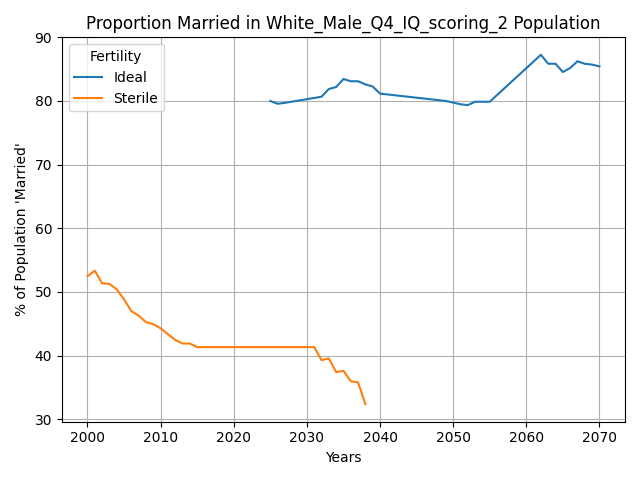 Proportion Married in White_Male_Q4_IQ_scoring_2 Population
90
80
70
60
50
40
30
% of Population 'Married'
Fertility
Ideal
Sterile
2000 2010 2020 2030 2040 2050 2060 2070
Years